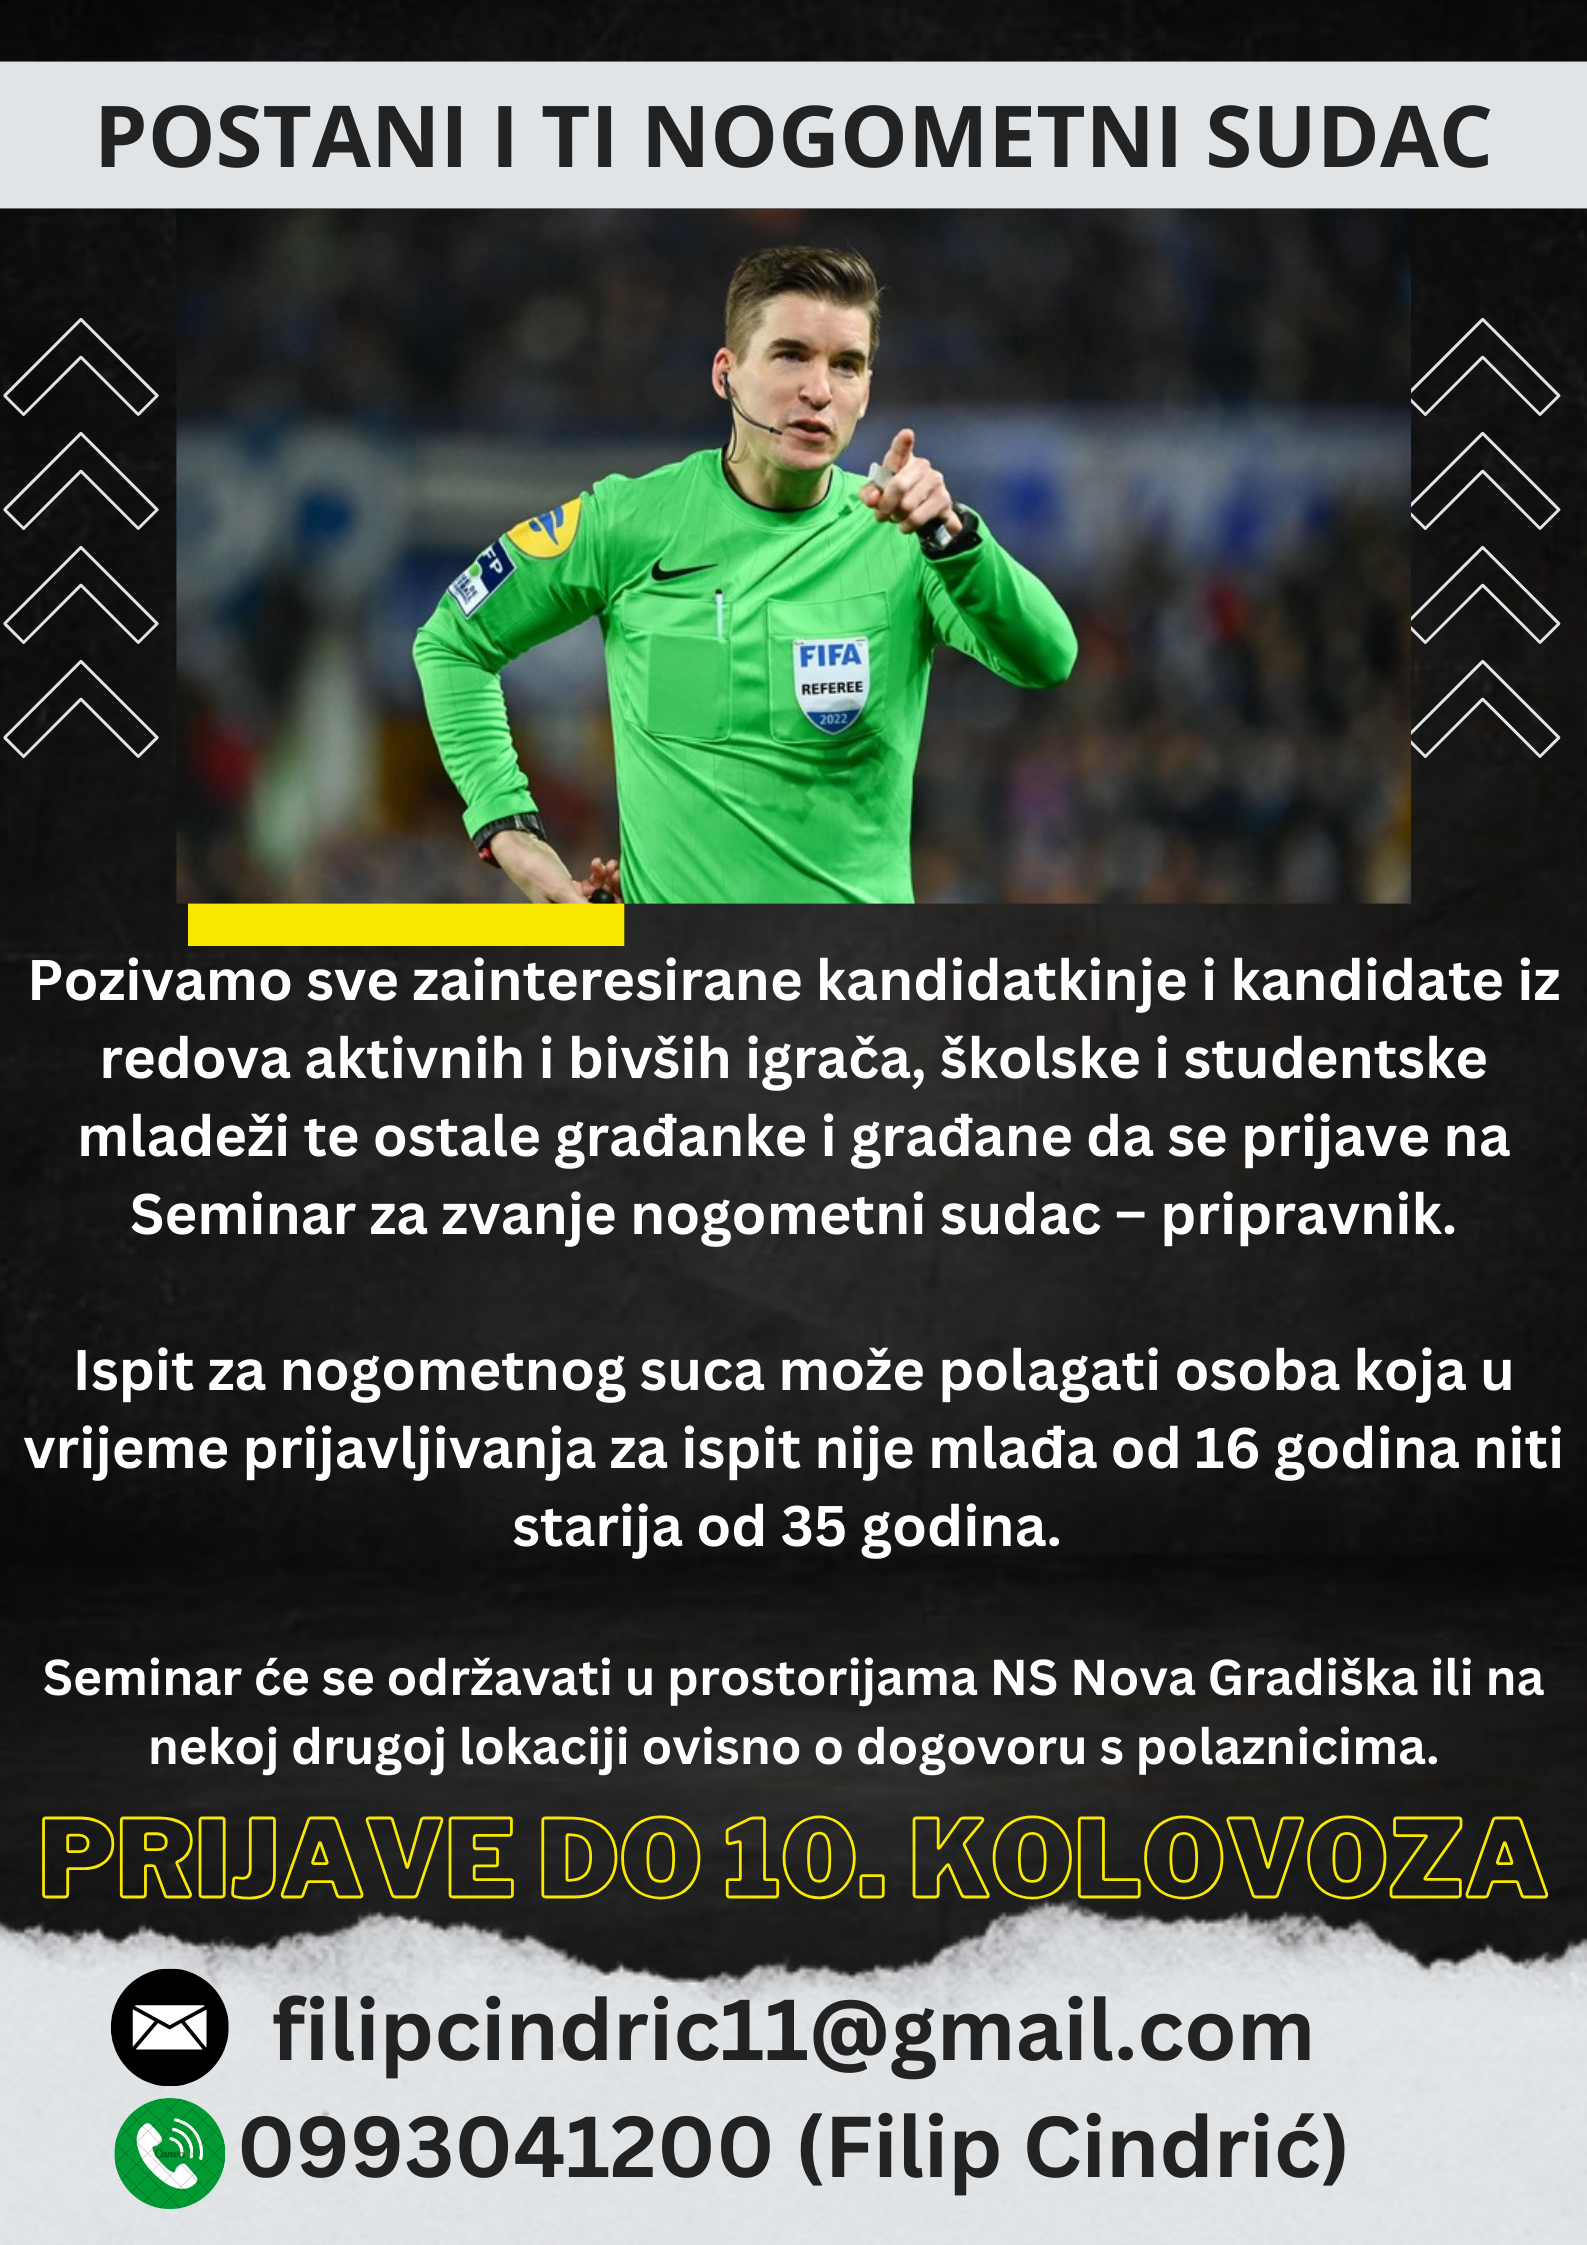 POSTANI I TI NOGOMETNI SUDAC
FIFA
REFEREE
2022
Pozivamo sve zainteresirane kandidatkinje i kandidate iz
redova aktivnih i bivših igrača, školske i studentske
mladeži te ostale građanke i građane da se prijave na
Seminar za zvanje nogometni sudac – pripravnik.
Ispit za nogometnog suca može polagati osoba koja u
vrijeme prijavljivanja za ispit nije mlađa od 16 godina niti
starija od 35 godina.
Seminar će se održavati u prostorijama NS Nova Gradiška ili na
nekoj drugoj lokaciji ovisno o dogovoru s polaznicima.
PRIJAVE DO 10. KOLOVOZA
filipcindric11@gmail.com
0993041200 (Filip Cindrić)